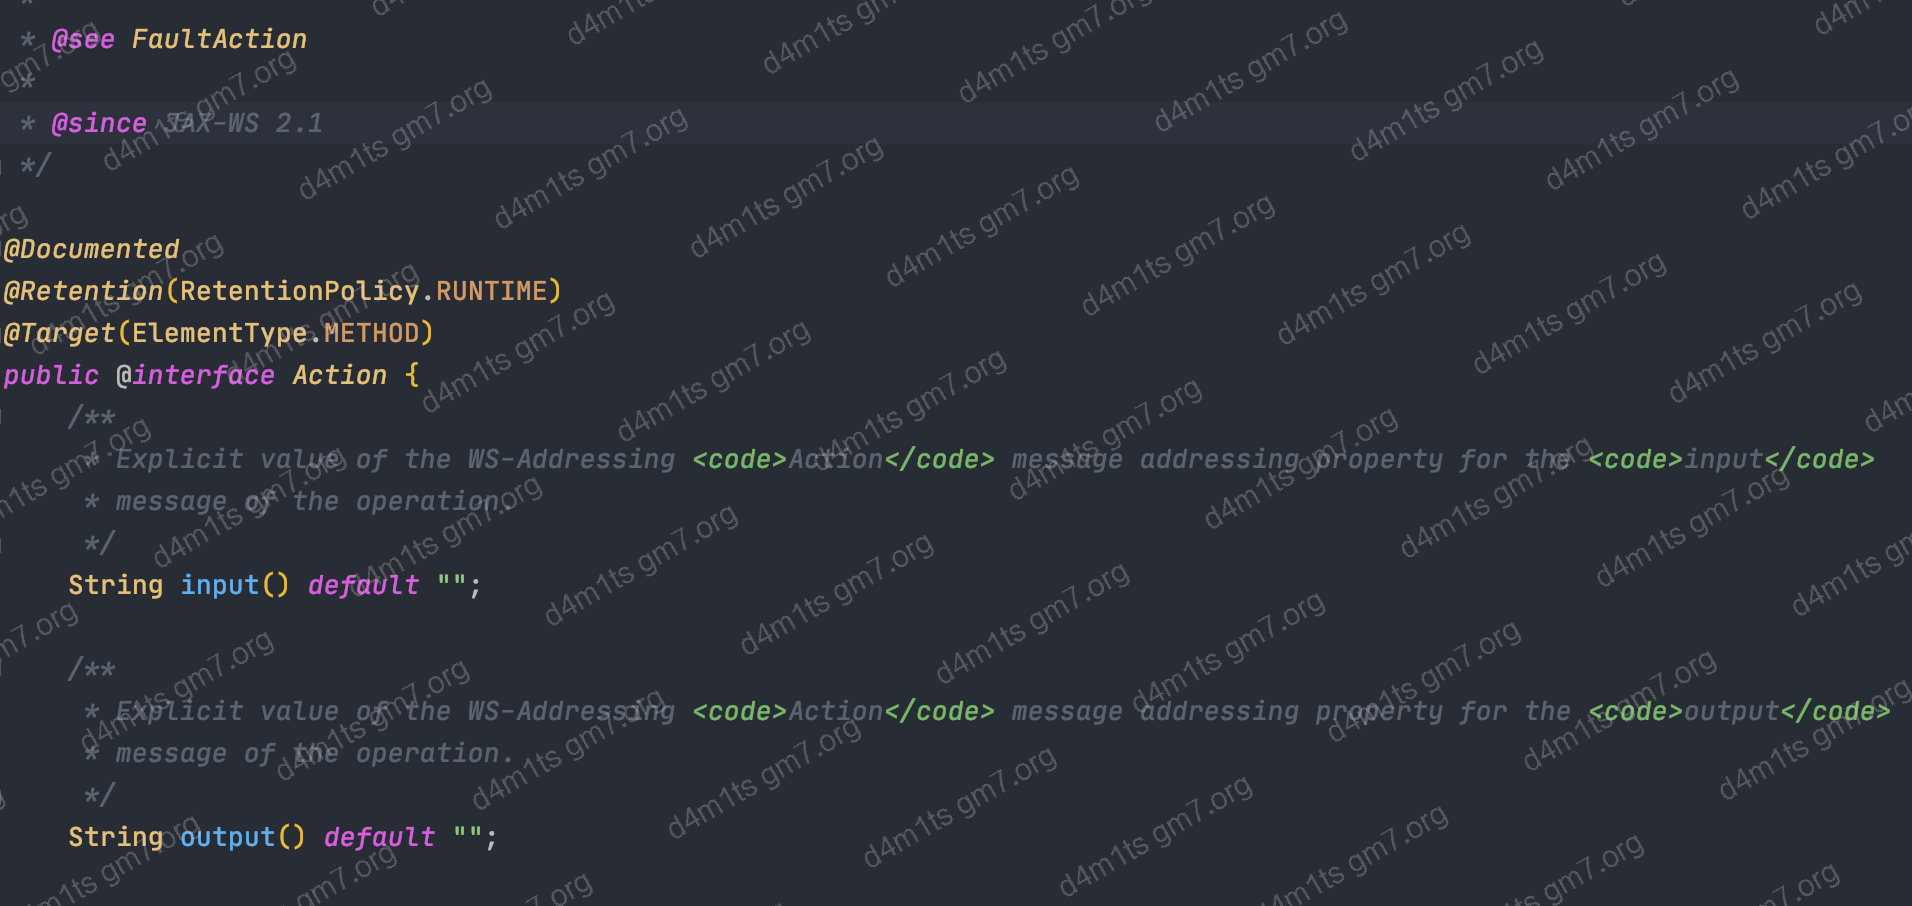 *
* @see FaultAction
*
* @since JAX-WS 2.1
*/
@Documented
@Retention(RetentionPolicy.RUNTIME)
@Target(ElementType.METHOD)
public @interface Action {
/**
* Explicit value of the WS-Addressing <code>Action</code> message addressing property for the <code>input</code>
* message of the operation.
*/
String input() default "";
/**
* Explicit value of the WS-Addressing <code>Action</code> message addressing property for the <code>output</code>
* message of the operation.
*/
String output() default "";
d4m1ts gm7.org